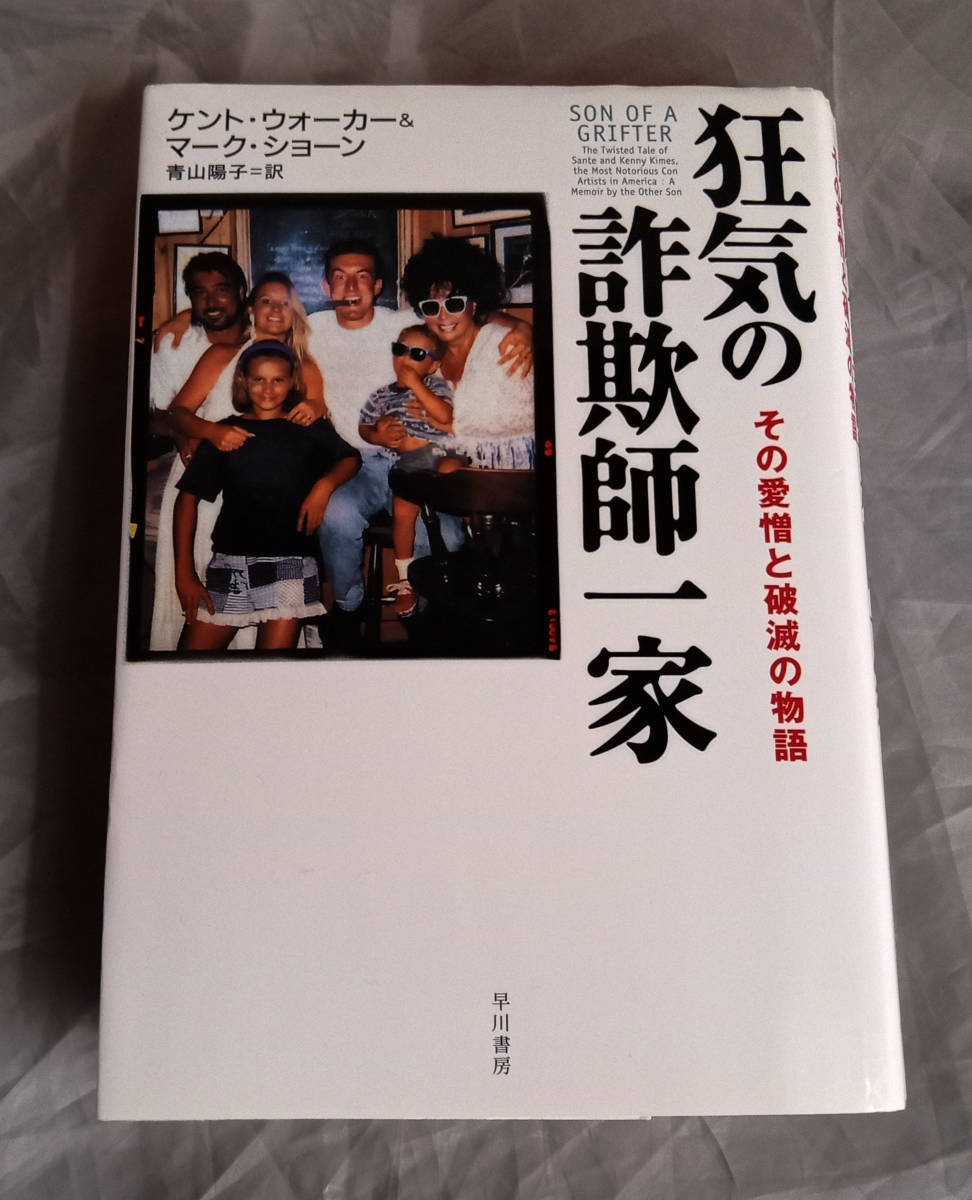 ケント・ウォーカー&
マーク・ショーン
青山陽子=訳
SON OF A
GRIFTER
The Twisted Tale of
Sante and Kenny Kimes,
the Most Notorious Con
Artists in America : A
Memoir by the Other Son
狂気の
詐欺師一家
その愛憎と破滅の物語
早川書房